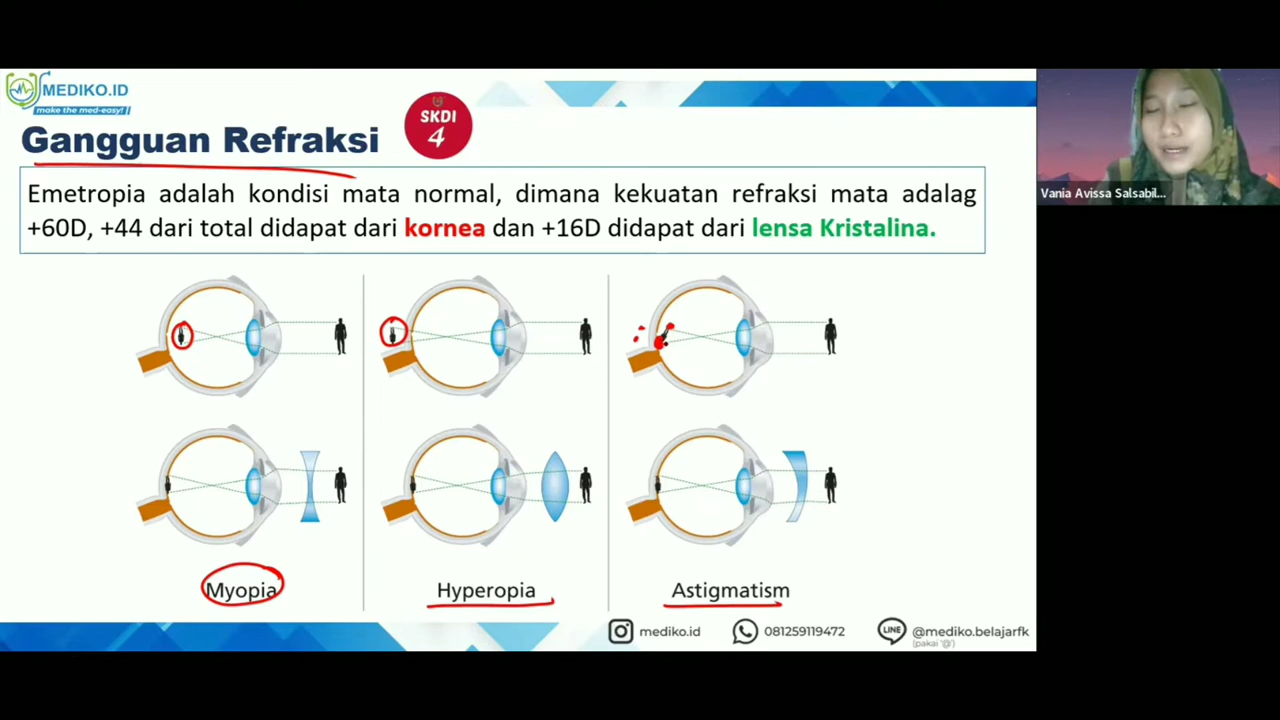 MEDIKO.ID
make the med-easy!
Gangguan Refraksi
SKDI
4
Emetropia adalah kondisi mata normal, dimana kekuatan refraksi mata adalag
+60D, +44 dari total didapat dari kornea dan +16D didapat dari lensa Kristalina.
Vania Avissa Salsabil...
Myopia
Hyperopia
Astigmatism
mediko.id
081259119472
LINE
@mediko.belajarfk
(pakai '@')